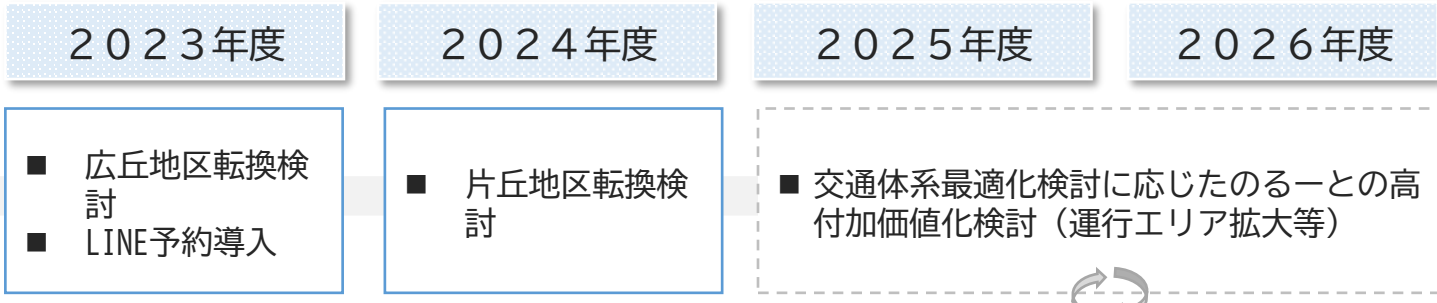 ２０２３年度
２０２４年度
２０２５年度
２０２６年度
■ 広丘地区転換検
討
■ LINE予約導入
■ 片丘地区転換検
討
■ 交通体系最適化検討に応じたのるーとの高
付加価値化検討（運行エリア拡大等）